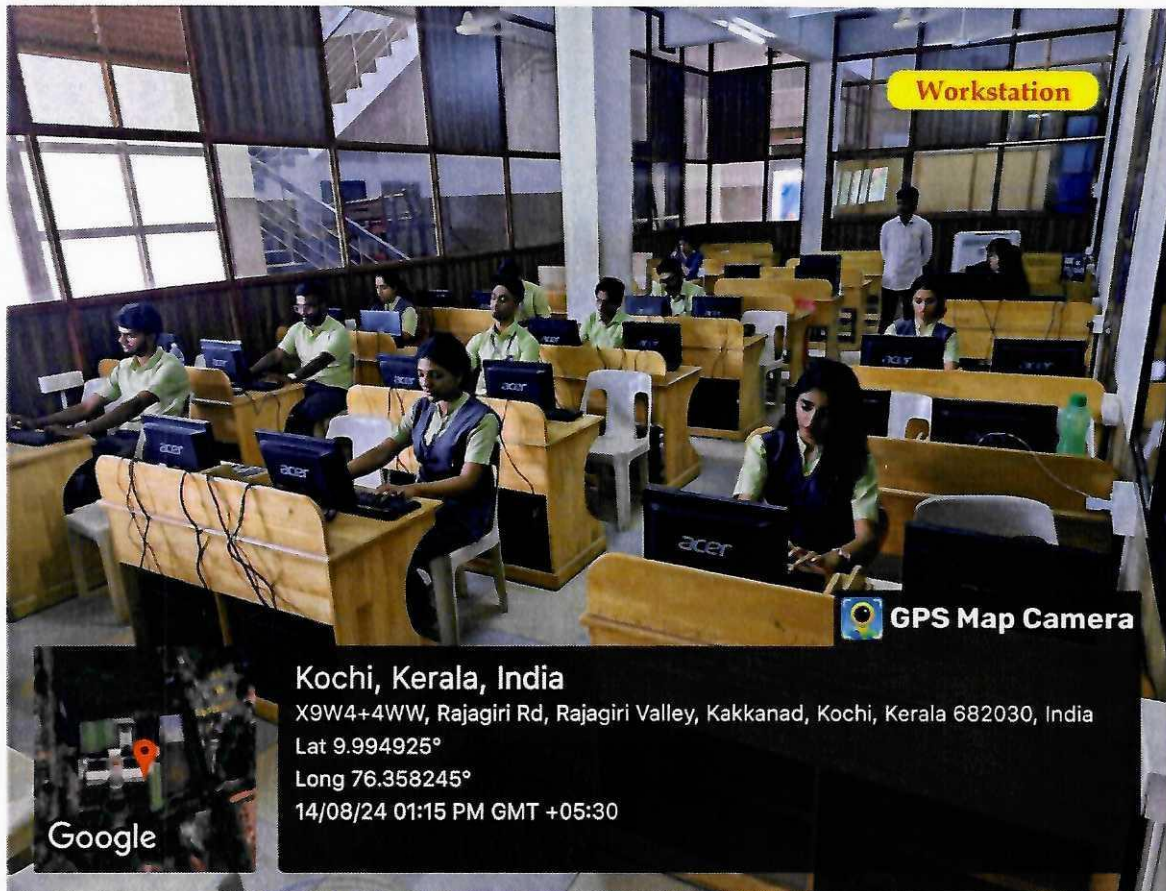 Workstation
acer
acer
acer
acer
acer
acer
acer
GPS Map Camera
Kochi, Kerala, India
X9W4+4WW, Rajagiri Rd, Rajagiri Valley, Kakkanad, Kochi, Kerala 682030, India
Lat 9.994925°
Long 76.358245°
14/08/24 01:15 PM GMT +05:30
Google